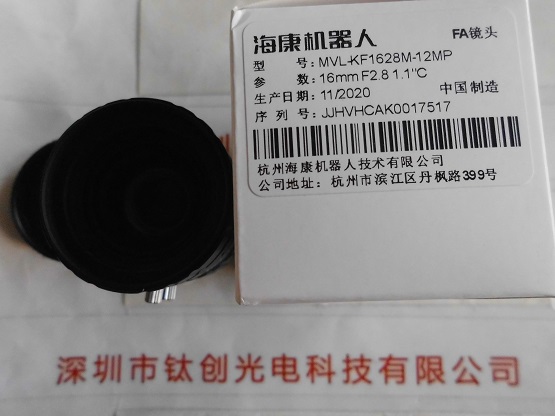 海康机器人 FA镜头
型 号：MVL-KF1628M-12MP
参 数：16mm F2.8 1.1"C
生产日期：11/2020 中国制造
序 列 号：JJHVHCAK0017517
杭州海康机器人技术有限公司
公司地址：杭州市滨江区丹枫路399号
深圳市钛创光电科技有限公司